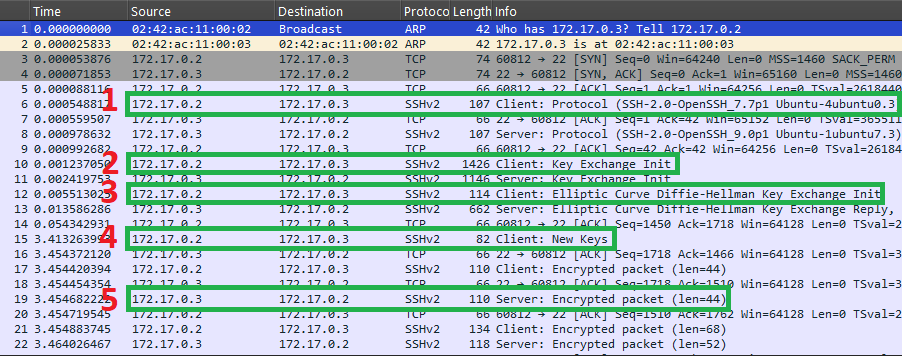 Time Source Destination Protoco Length Info
1 0.000000000 02:42:ac:11:00:02 Broadcast ARP 42 Who has 172.17.0.3? Tell 172.17.0.2
2 0.000025833 02:42:ac:11:00:03 02:42:ac:11:00:02 ARP 42 172.17.0.3 is at 02:42:ac:11:00:03
3 0.000053876 172.17.0.2 172.17.0.3 TCP 74 60812 → 22 [SYN] Seq=0 Win=64240 Len=0 MSS=1460 SACK_PERM
4 0.000071853 172.17.0.3 172.17.0.2 TCP 74 22 → 60812 [SYN, ACK] Seq=0 Ack=1 Win=65160 Len=0 MSS=1460
5 0.000088116 172.17.0.2 172.17.0.3 TCP 66 60812 → 22 [ACK] Seq=1 Ack=1 Win=64256 Len=0 TSval=2618440
1 6 0.000548812 172.17.0.2 172.17.0.3 SSHv2 107 Client: Protocol (SSH-2.0-OpenSSH_7.7p1 Ubuntu-4ubuntu0.3
7 0.000559507 172.17.0.3 172.17.0.2 TCP 66 22 → 60812 [ACK] Seq=1 Ack=42 Win=65152 Len=0 TSval=365511
8 0.000978632 172.17.0.3 172.17.0.2 SSHv2 107 Server: Protocol (SSH-2.0-OpenSSH_9.0p1 Ubuntu-1ubuntu7.3)
9 0.000992682 172.17.0.2 172.17.0.3 TCP 66 60812 → 22 [ACK] Seq=42 Ack=42 Win=64256 Len=0 TSval=26184
2 10 0.001237050 172.17.0.2 172.17.0.3 SSHv2 1426 Client: Key Exchange Init
11 0.002419753 172.17.0.3 172.17.0.2 SSHv2 1146 Server: Key Exchange Init
3 12 0.005513025 172.17.0.2 172.17.0.3 SSHv2 114 Client: Elliptic Curve Diffie-Hellman Key Exchange Init
13 0.013586286 172.17.0.3 172.17.0.2 SSHv2 662 Server: Elliptic Curve Diffie-Hellman Key Exchange Reply,
14 0.054342931 172.17.0.2 172.17.0.3 TCP 66 60812 → 22 [ACK] Seq=1450 Ack=1718 Win=64128 Len=0 TSval=2
4 15 172.17.0.2 172.17.0.3 SSHv2 82 Client: New Keys
16 3.454372120 172.17.0.3 172.17.0.2 TCP 66 22 → 60812 [ACK] Seq=1718 Ack=1466 Win=64128 Len=0 TSval=3
17 3.454420394 172.17.0.2 172.17.0.3 SSHv2 110 Client: Encrypted packet (len=44)
18 3.454454354 172.17.0.3 172.17.0.2 TCP 66 22 → 60812 [ACK] Seq=1718 Ack=1510 Win=64128 Len=0 TSval=3
5 19 172.17.0.3 172.17.0.2 SSHv2 110 Server: Encrypted packet (len=44)
20 3.454719545 172.17.0.2 172.17.0.3 TCP 66 60812 → 22 [ACK] Seq=1510 Ack=1762 Win=64128 Len=0 TSval=2
21 3.454883745 172.17.0.2 172.17.0.3 SSHv2 134 Client: Encrypted packet (len=68)
22 3.464026467 172.17.0.3 172.17.0.2 SSHv2 118 Server: Encrypted packet (len=52)